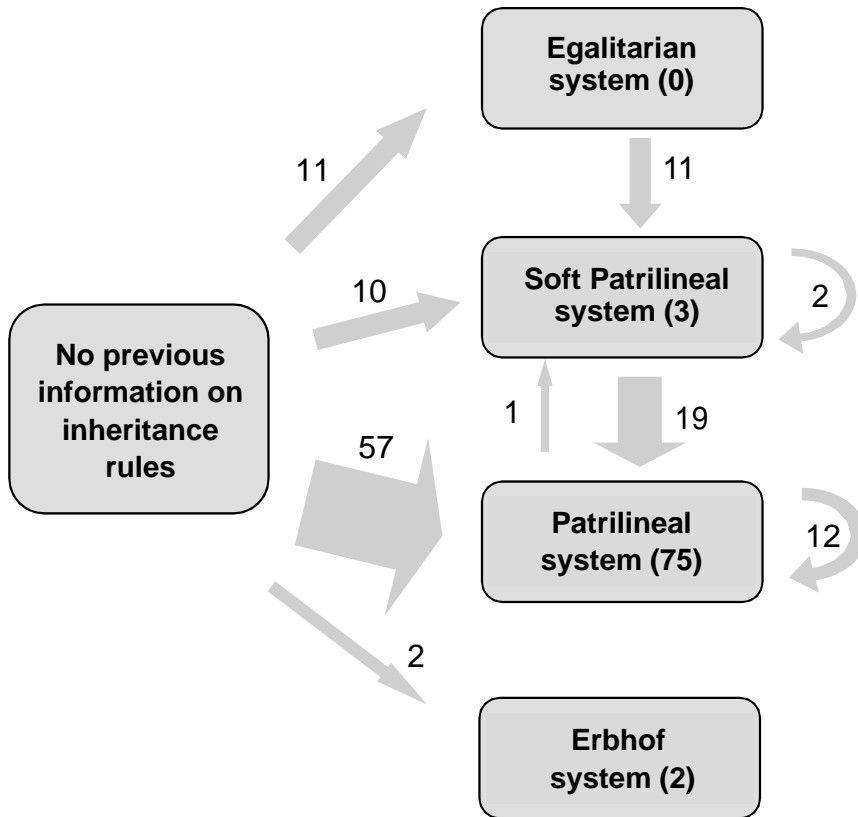 Egalitarian
system (0)
11
11
Soft Patrilineal
system (3)
10
2
No previous
information on
inheritance
rules
1
19
57
Patrilineal
system (75)
12
2
Erbhof
system (2)